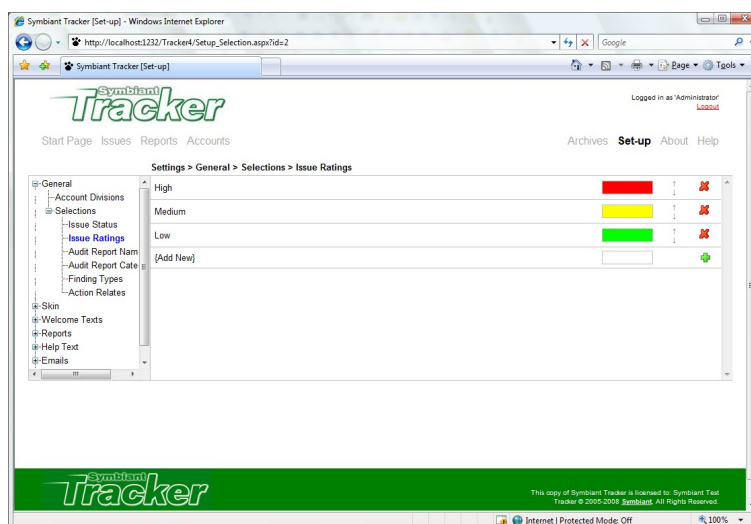 Symbiant Tracker [Set-up] - Windows Internet Explorer
http://localhost:1232/Tracker4/Setup_Selection.aspx?id=2
Google
Symbiant Tracker [Set-up]
Page
Tools
Symbiant
Tracker
Logged in as 'Administrator'
Logout
Start Page Issues Reports Accounts
Archives Set-up About Help
Settings > General > Selections > Issue Ratings
General
Account Divisions
Selections
Issue Status
Issue Ratings
Audit Report Nam
Audit Report Cate
Finding Types
Action Relates
Skin
Welcome Texts
Reports
Help Text
Emails
High
Medium
Low
{Add New}
Symbiant
Tracker
This copy of Symbiant Tracker is licensed to: Symbiant Test
Tracker © 2005-2008 Symbiant. All Rights Reserved.
Internet | Protected Mode: Off
100%